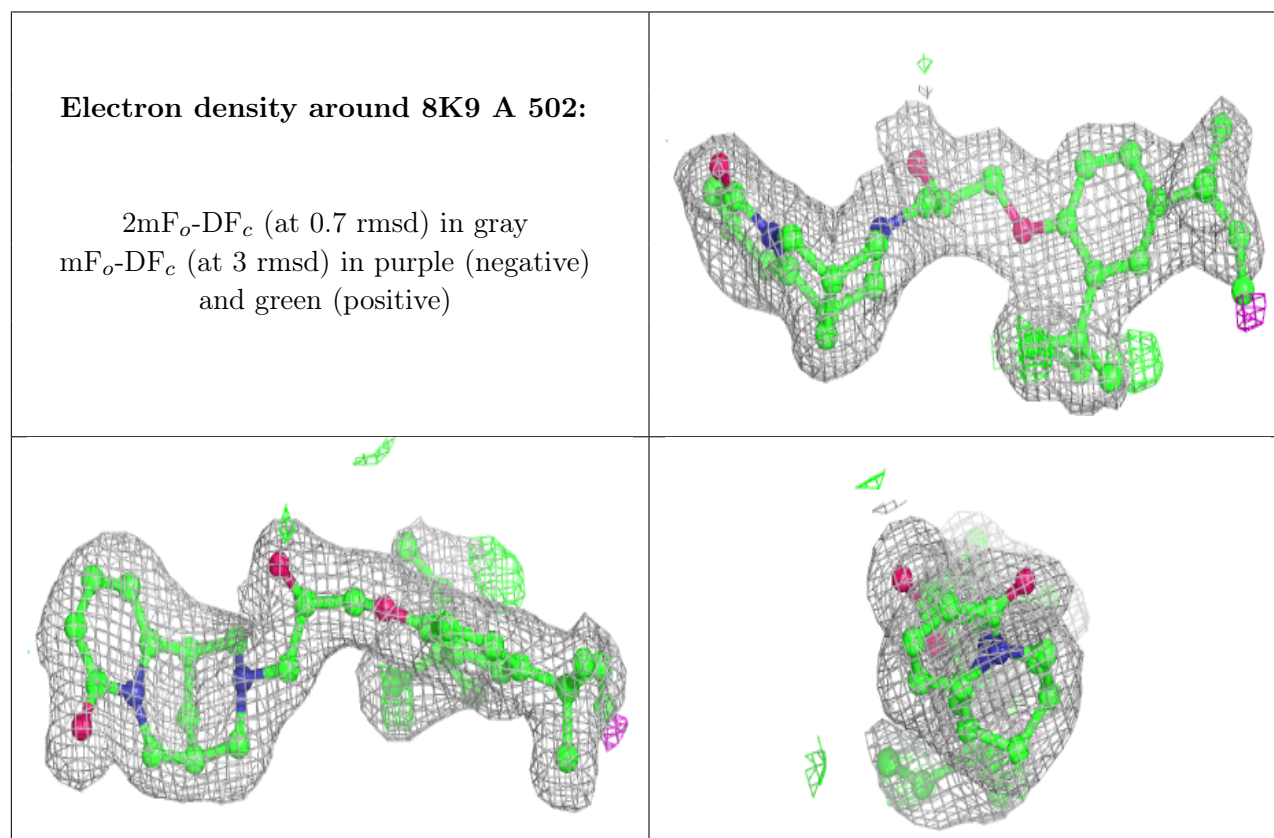 Electron density around 8K9 A 502:
2mFₒ-DF𝒸 (at 0.7 rmsd) in gray
mFₒ-DF𝒸 (at 3 rmsd) in purple (negative)
and green (positive)